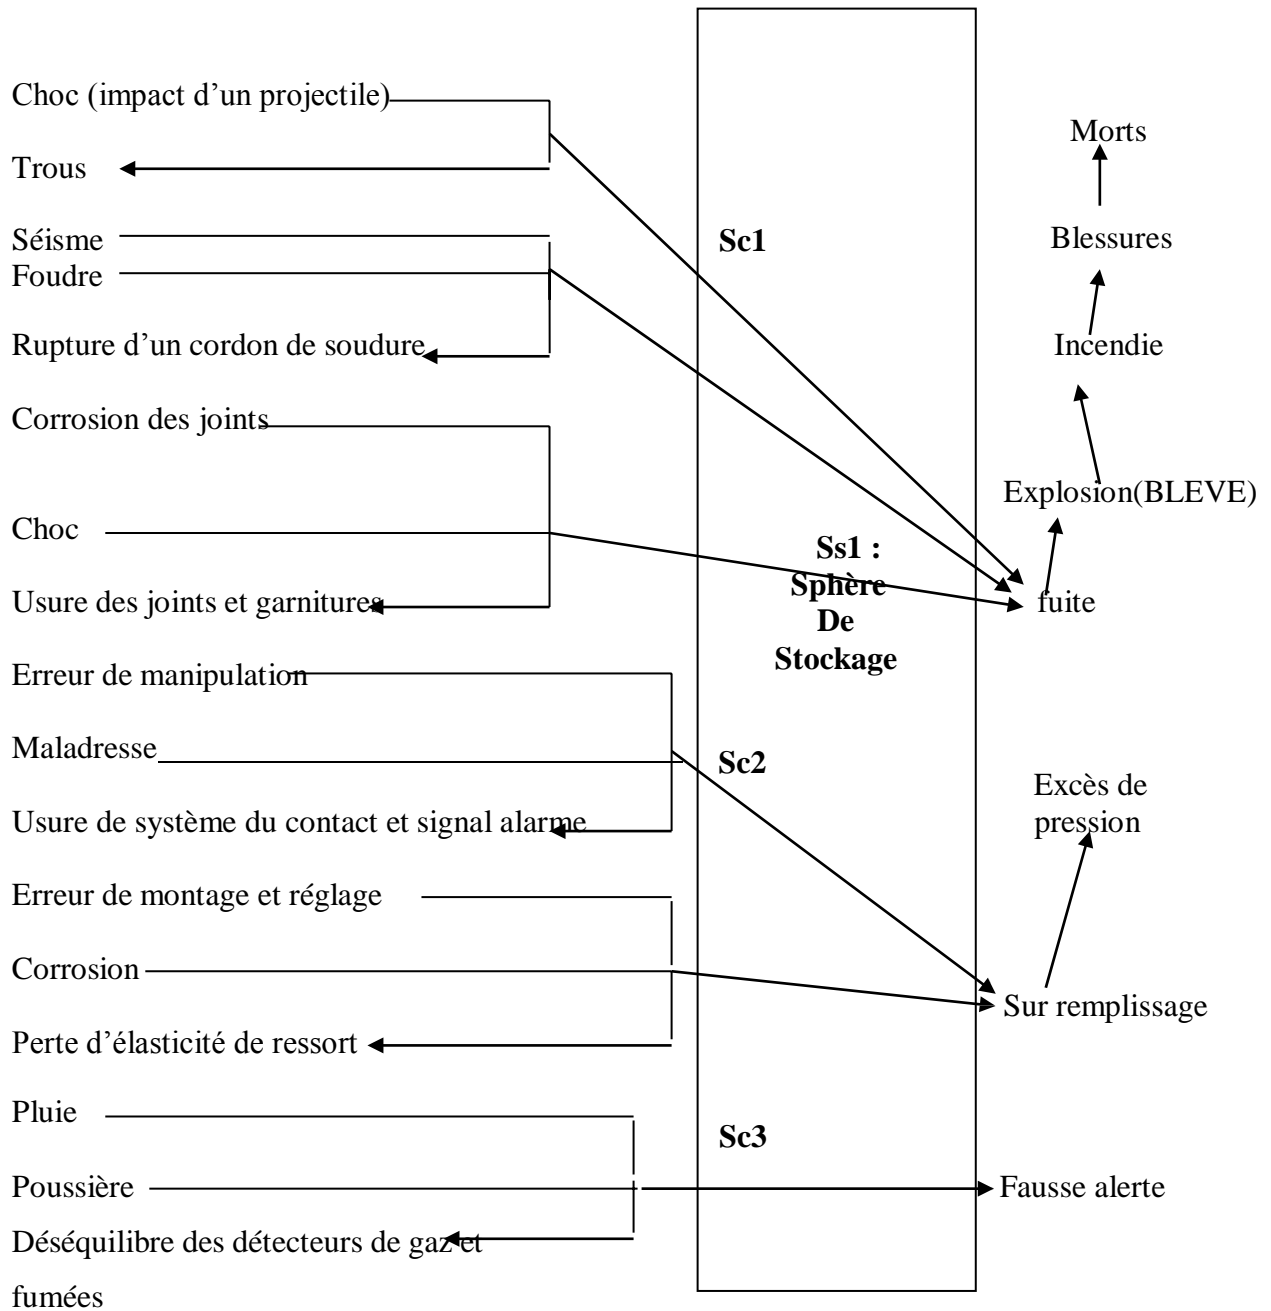 Choc (impact d’un projectile)
Trous
Séisme
Foudre
Rupture d’un cordon de soudure
Corrosion des joints
Choc
Usure des joints et garnitures
Erreur de manipulation
Maladresse
Usure de système du contact et signal alarme
Erreur de montage et réglage
Corrosion
Perte d’élasticité de ressort
Pluie
Poussière
Déséquilibre des détecteurs de gaz et
fumées
Sc1
Ss1 :
Sphère
De
Stockage
Sc2
Sc3
Morts
Blessures
Incendie
Explosion(BLEVE)
fuite
Excès de
pression
Sur remplissage
Fausse alerte